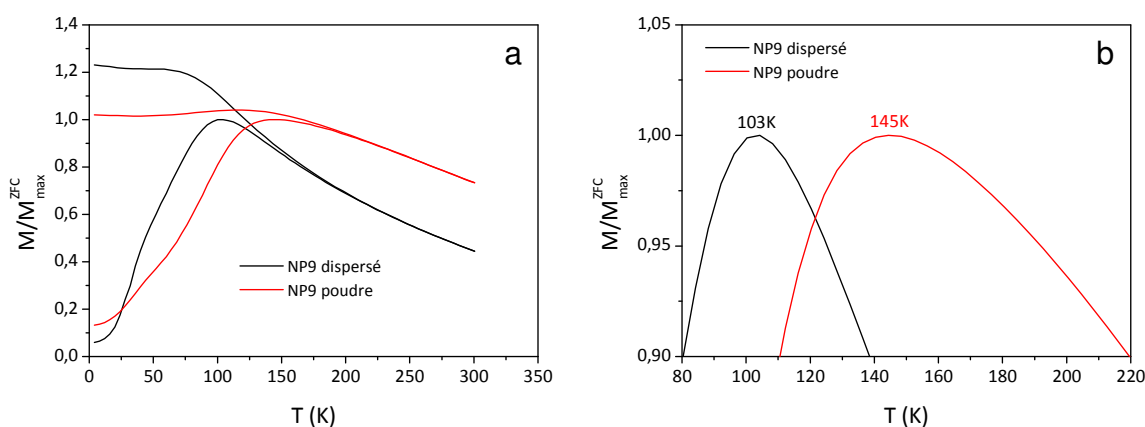 a
1,4
1,2
1,0
0,8
0,6
0,4
0,2
0,0
M/M ZFC max
NP9 dispersé
NP9 poudre
0 50 100 150 200 250 300 350
T (K)
b
1,05
1,00
0,95
0,90
M/M ZFC max
NP9 dispersé
NP9 poudre
103K 145K
80 100 120 140 160 180 200 220
T (K)